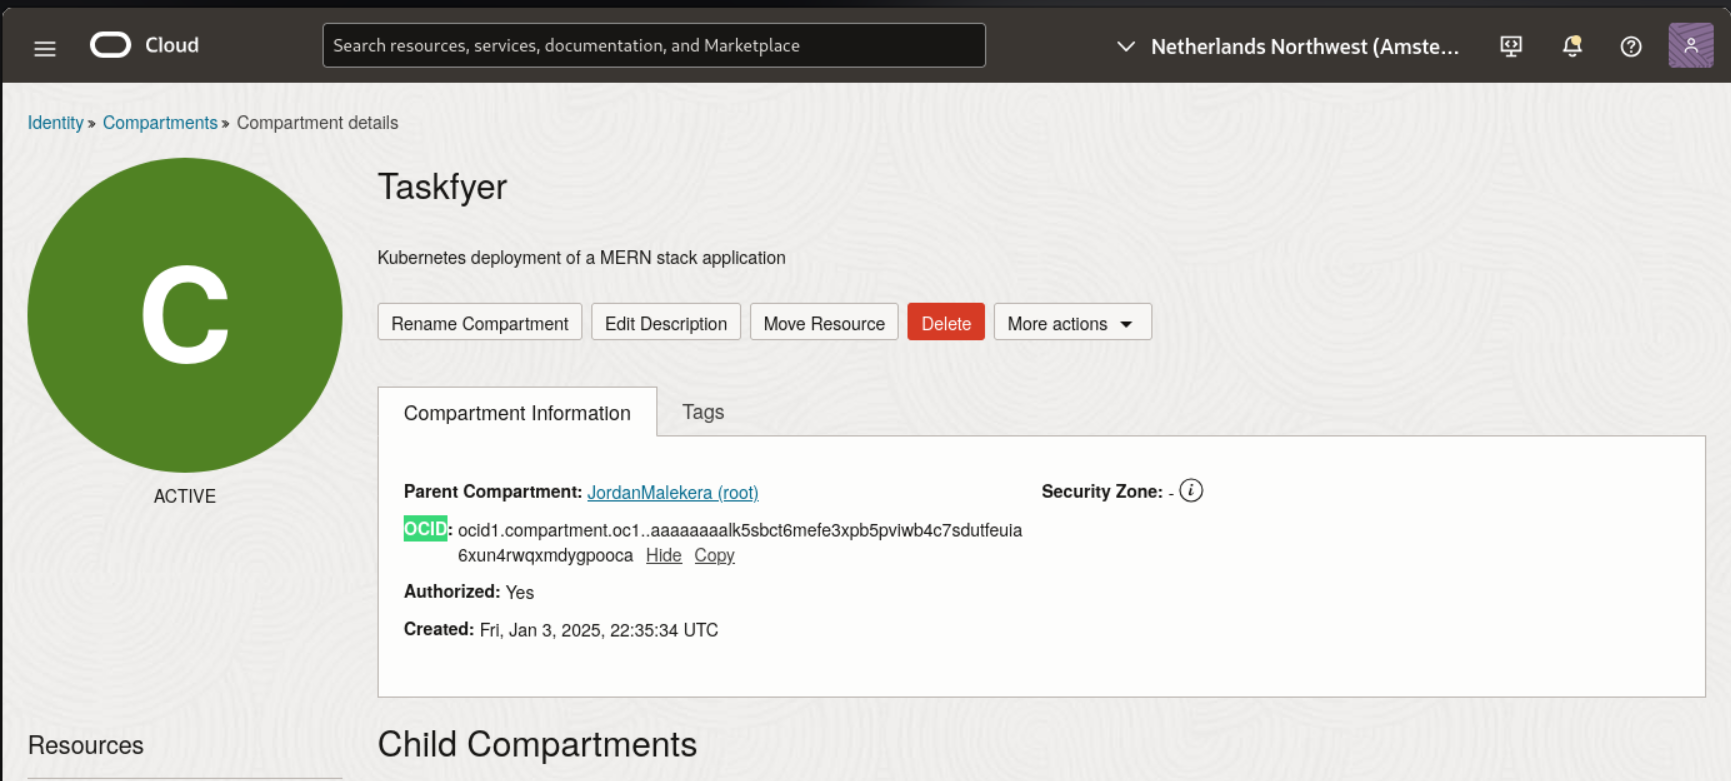 Cloud
Search resources, services, documentation, and Marketplace
Netherlands Northwest (Amste...
Identity » Compartments » Compartment details
C
ACTIVE
Taskfyer
Kubernetes deployment of a MERN stack application
Rename Compartment Edit Description Move Resource Delete More actions
Compartment Information Tags
Parent Compartment: JordanMalekera (root)
Security Zone: -
OCID: ocid1.compartment.oc1..aaaaaaaalk5sbct6mefe3xpb5pviwb4c7sdutfeuia
6xun4rwqxmdygpooca Hide Copy
Authorized: Yes
Created: Fri, Jan 3, 2025, 22:35:34 UTC
Resources
Child Compartments